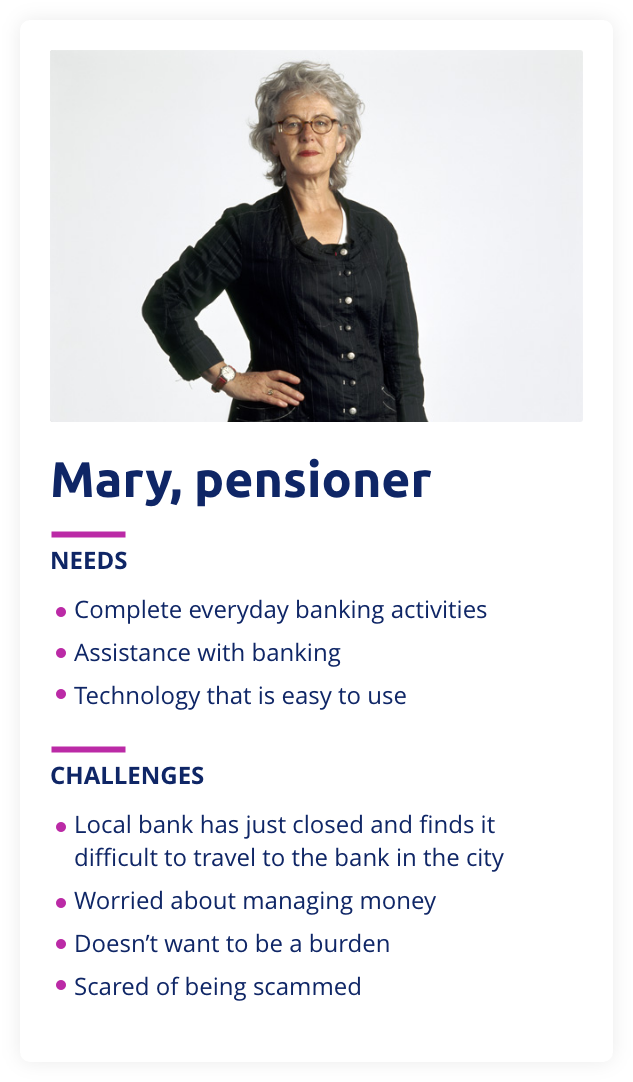 Mary, pensioner
NEEDS
Complete everyday banking activities
Assistance with banking
Technology that is easy to use
CHALLENGES
Local bank has just closed and finds it
difficult to travel to the bank in the city
Worried about managing money
Doesn’t want to be a burden
Scared of being scammed